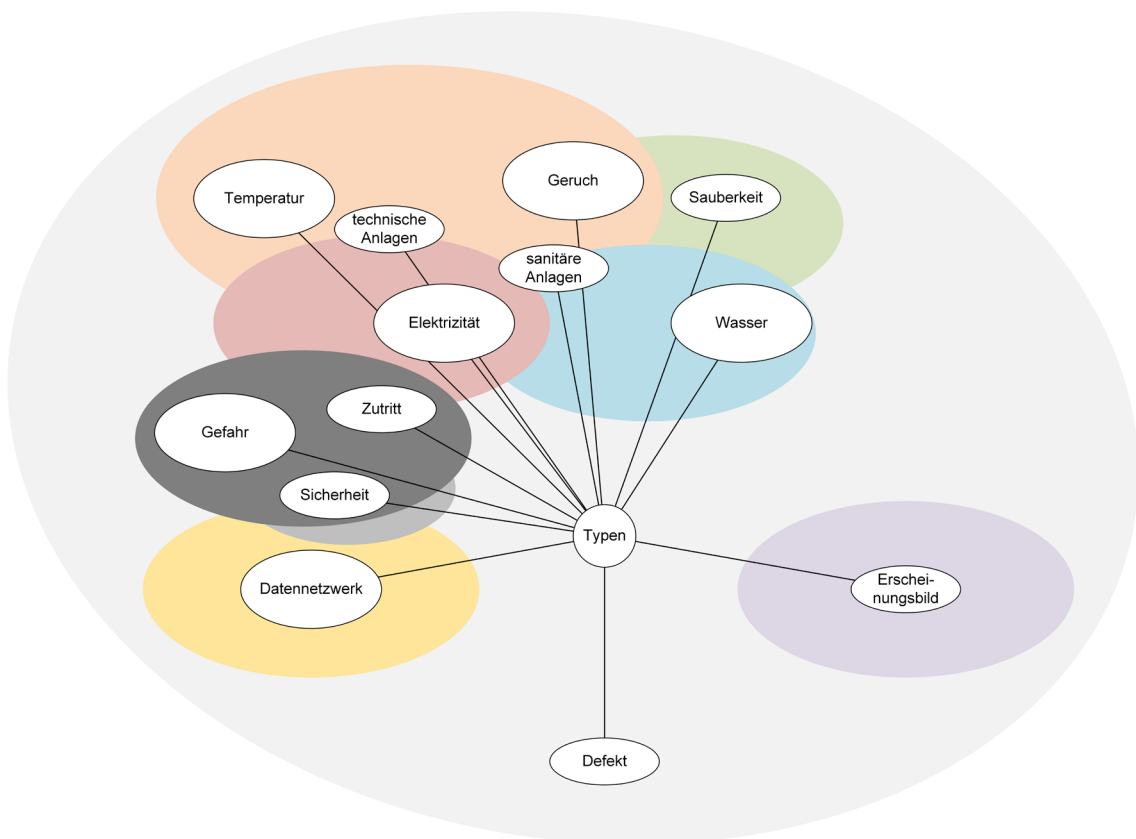 Geruch
Temperatur
Sauberkeit
technische
Anlagen
sanitäre
Anlagen
Elektrizität
Wasser
Zutritt
Gefahr
Sicherheit
Typen
Datennetzwerk
Erschei-
nungsbild
Defekt